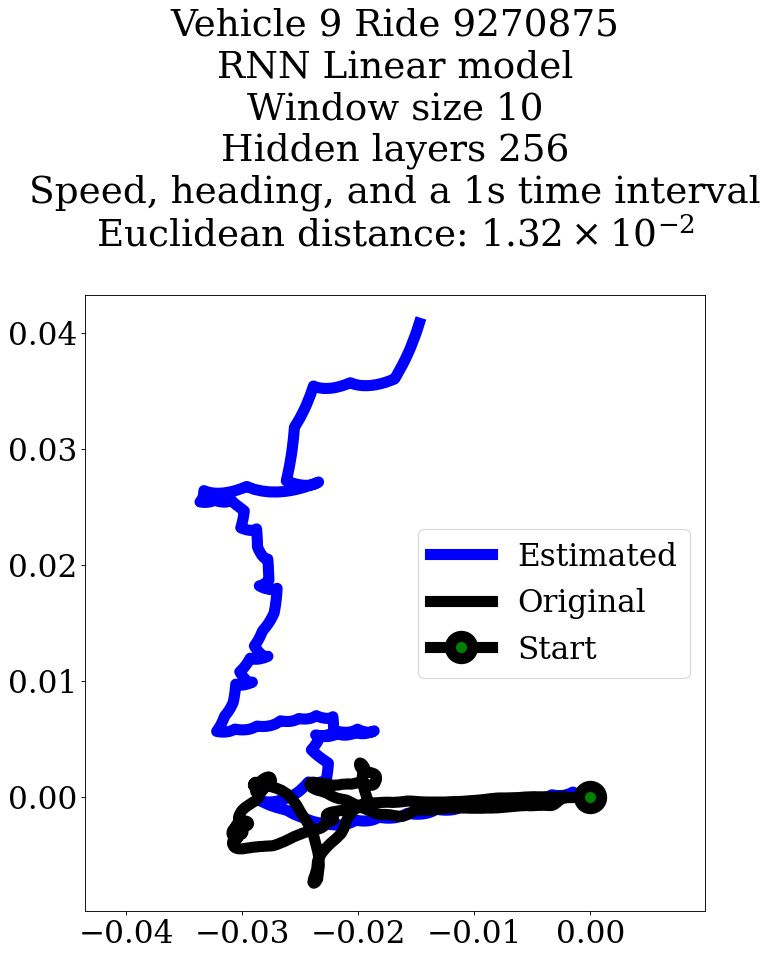 Vehicle 9 Ride 9270875
RNN Linear model
Window size 10
Hidden layers 256
Speed, heading, and a 1s time interval
Euclidean distance: 1.32 × 10⁻²
0.04
0.03
0.02
0.01
0.00
Estimated
Original
Start
−0.04 −0.03 −0.02 −0.01 0.00